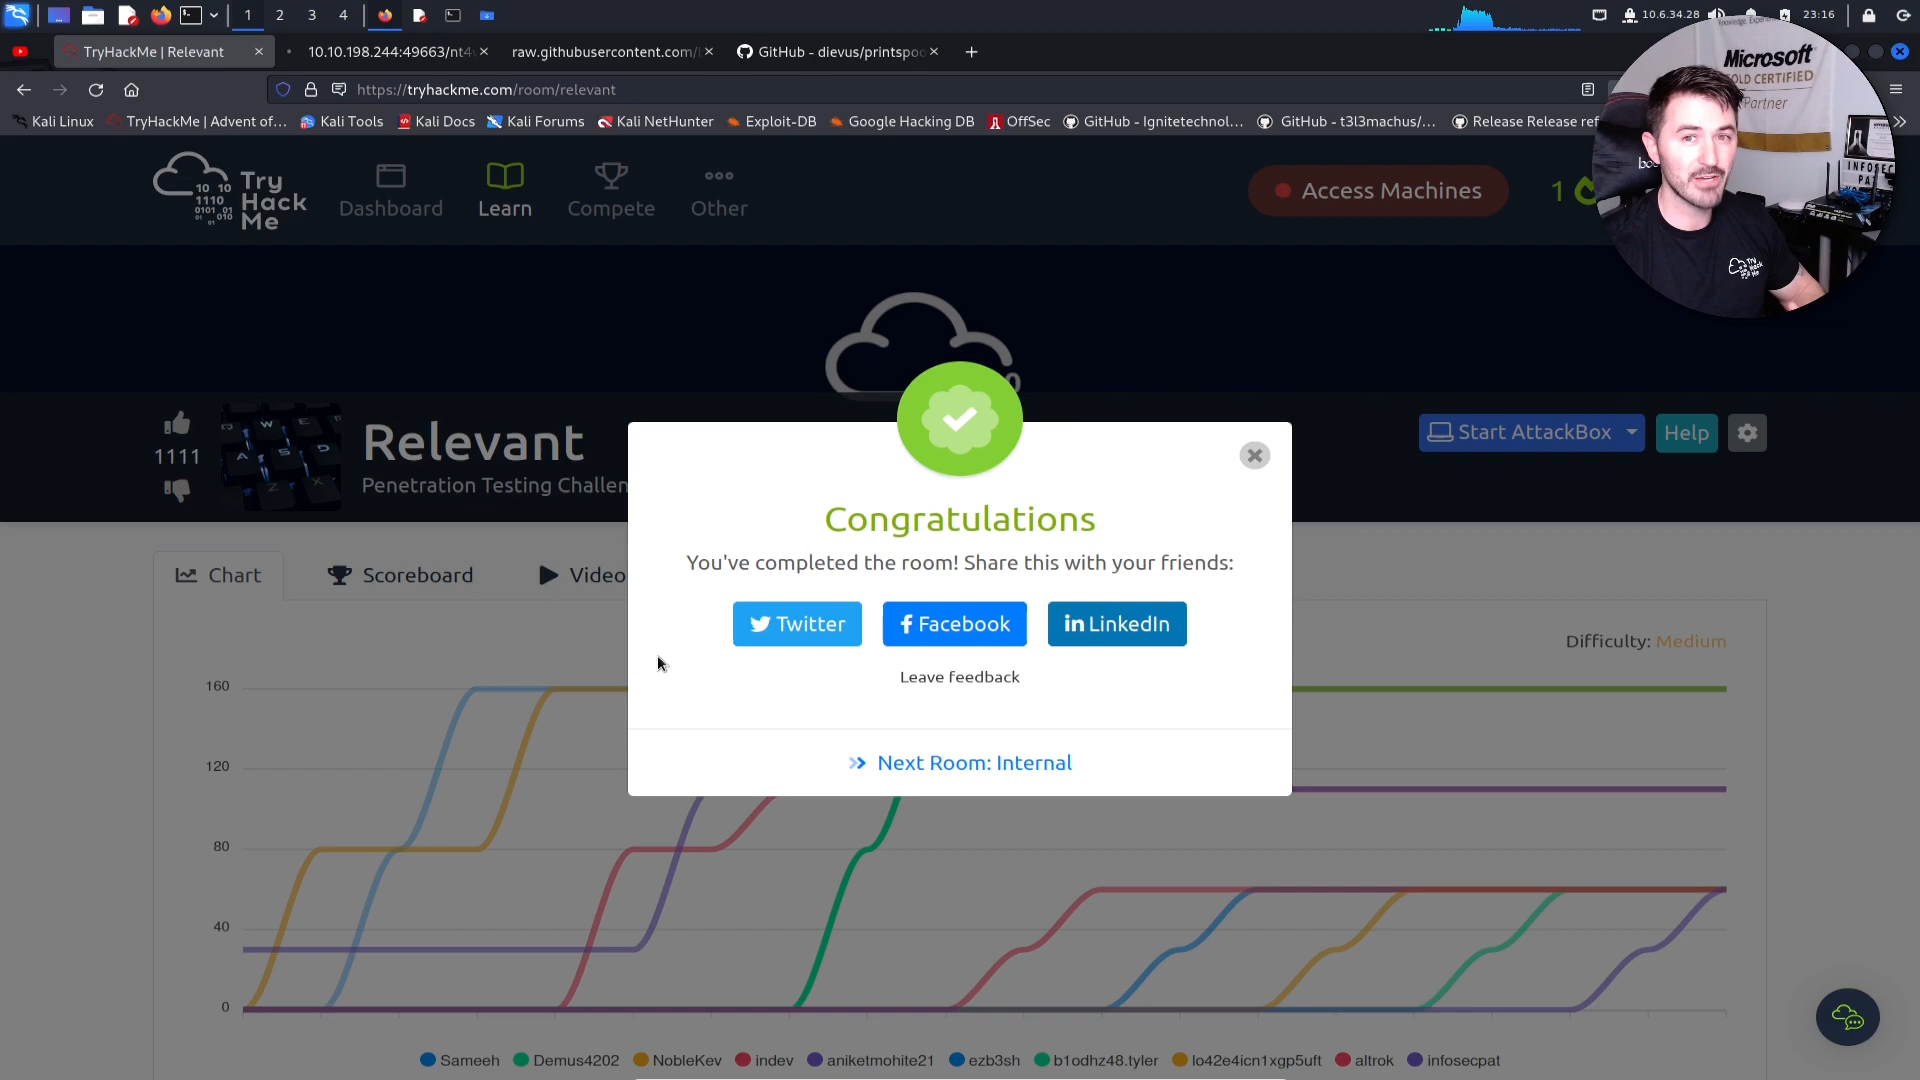 1 2 3 4
10.6.34.28
23:16
TryHackMe | Relevant
10.10.198.244:49663/nt4
raw.githubusercontent.com/
GitHub - dievus/printspoo
https://tryhackme.com/room/relevant
Kali Linux
TryHackMe | Advent of…
Kali Tools
Kali Docs
Kali Forums
Kali NetHunter
Exploit-DB
Google Hacking DB
OffSec
GitHub - Ignitetechnol…
GitHub - t3l3machus/…
Release Release ref
Microsoft
GOLD CERTIFIED
Partner
INFOSEC
PAT
Try
Hack
Me
Dashboard
Learn
Compete
Other
Access Machines
1
1111
Relevant
Penetration Testing Challen
Start AttackBox
Help
Congratulations
You've completed the room! Share this with your friends:
Twitter
Facebook
LinkedIn
Leave feedback
Next Room: Internal
Chart
Scoreboard
Video
Difficulty: Medium
160
120
80
40
0
Sameeh
Demus4202
NobleKev
indev
aniketmohite21
ezb3sh
b1odhz48.tyler
lo42e4icn1xgp5uft
altrok
infosecpat